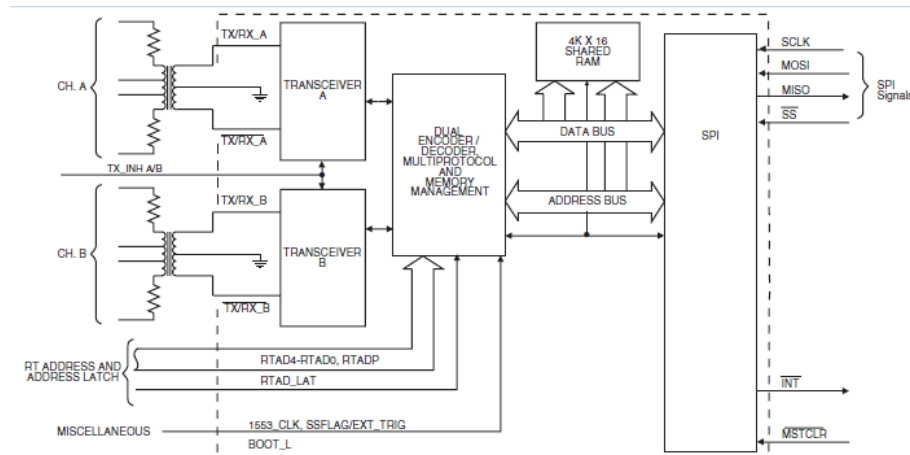 CH. A
TX/RX_A
TX/RX_A
TRANSCEIVER
A
TX_INH A/B
CH. B
TX/RX_B
TX/RX_B
TRANSCEIVER
B
DUAL
ENCODER /
DECODER,
MULTIPROTOCOL
AND
MEMORY
MANAGEMENT
4K X 16
SHARED
RAM
DATA BUS
ADDRESS BUS
SPI
SCLK
MOSI
MISO
SS
SPI
Signals
INT
MSTCLR
RT ADDRESS AND
ADDRESS LATCH
RTAD4-RTAD0, RTADP
RTAD_LAT
MISCELLANEOUS
1553_CLK, SSFLAG/EXT_TRIG
BOOT_L